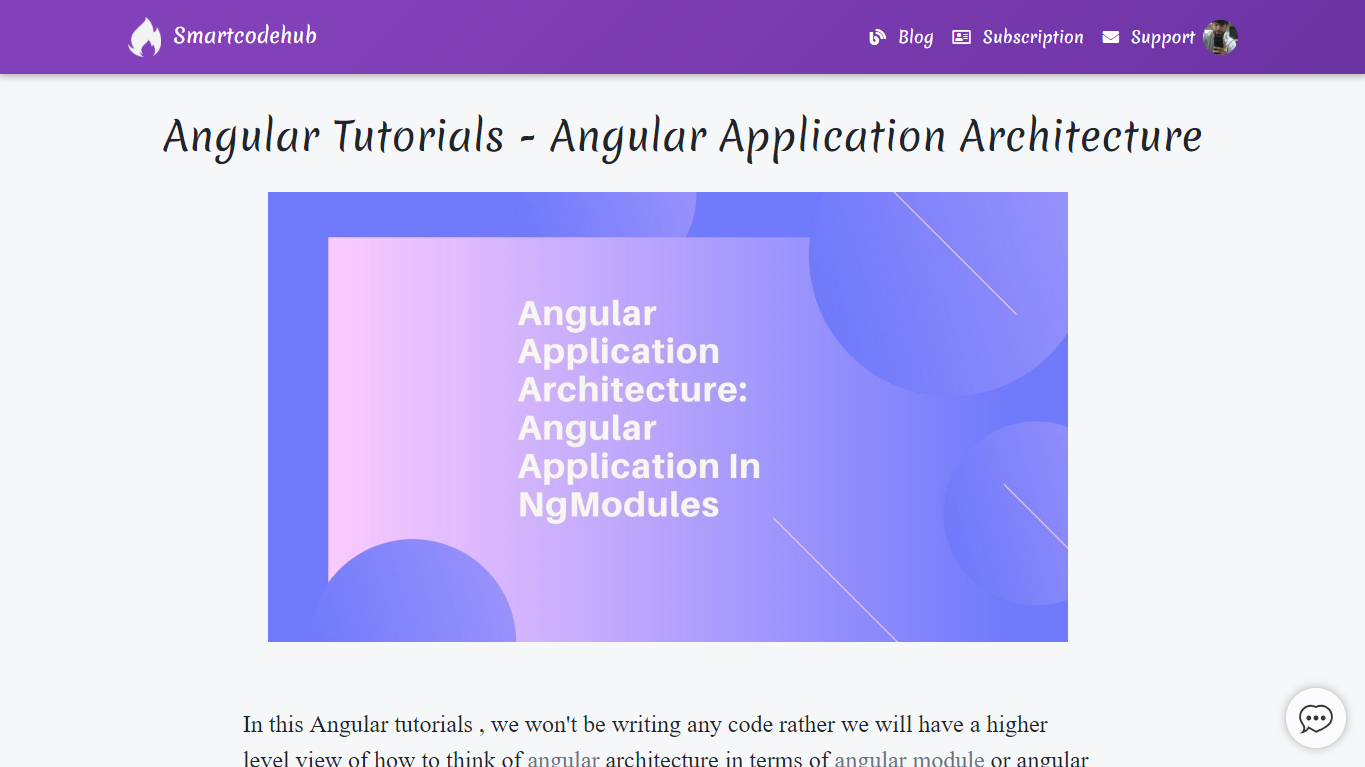 Smartcodehub
Blog
Subscription
Support
Angular Tutorials - Angular Application Architecture
Angular
Application
Architecture:
Angular
Application In
NgModules
In this Angular tutorials , we won't be writing any code rather we will have a higher
level view of how to think of angular architecture in terms of angular module or angular